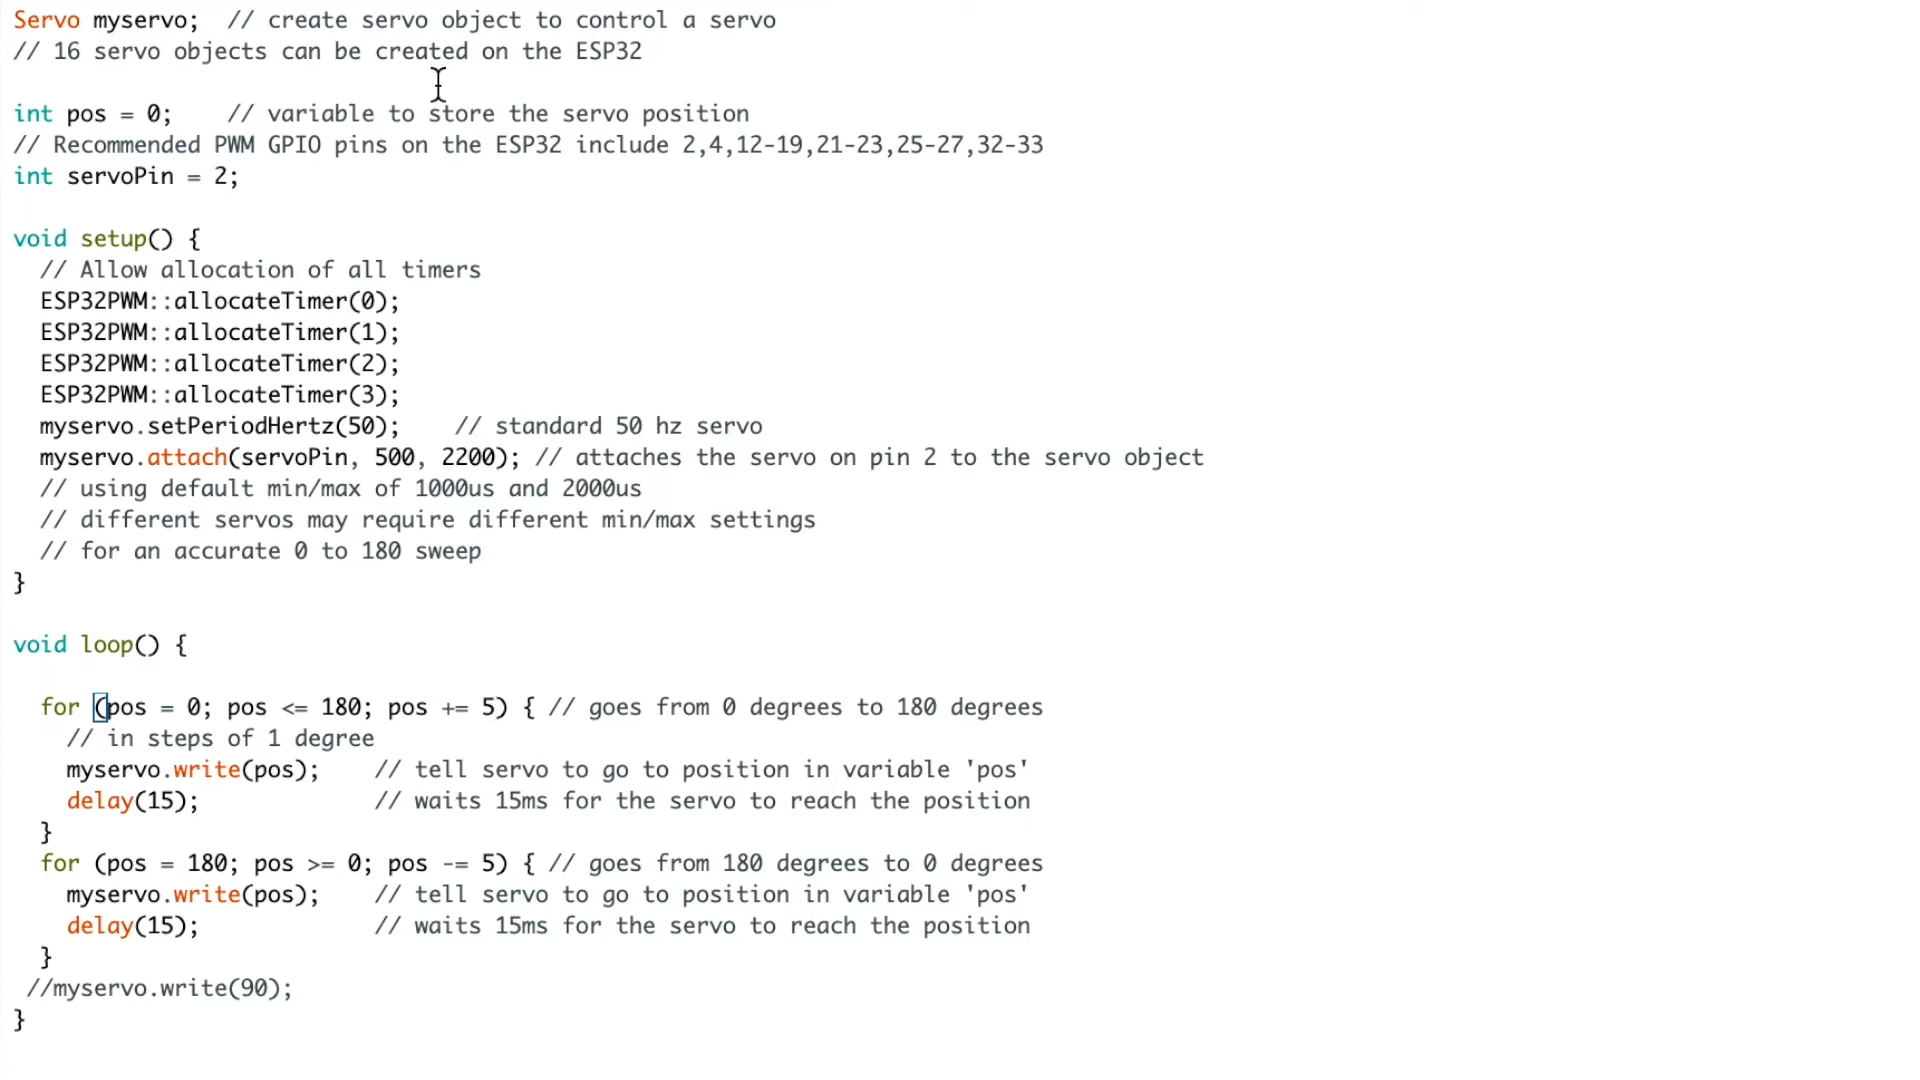 Servo myservo;  // create servo object to control a servo
// 16 servo objects can be created on the ESP32
int pos = 0;    // variable to store the servo position
// Recommended PWM GPIO pins on the ESP32 include 2,4,12-19,21-23,25-27,32-33
int servoPin = 2;
void setup() {
  // Allow allocation of all timers
  ESP32PWM::allocateTimer(0);
  ESP32PWM::allocateTimer(1);
  ESP32PWM::allocateTimer(2);
  ESP32PWM::allocateTimer(3);
  myservo.setPeriodHertz(50);    // standard 50 hz servo
  myservo.attach(servoPin, 500, 2200); // attaches the servo on pin 2 to the servo object
  // using default min/max of 1000us and 2000us
  // different servos may require different min/max settings
  // for an accurate 0 to 180 sweep
}
void loop() {
  for (pos = 0; pos <= 180; pos += 5) { // goes from 0 degrees to 180 degrees
    // in steps of 1 degree
    myservo.write(pos);    // tell servo to go to position in variable 'pos'
    delay(15);             // waits 15ms for the servo to reach the position
  }
  for (pos = 180; pos >= 0; pos -= 5) { // goes from 180 degrees to 0 degrees
    myservo.write(pos);    // tell servo to go to position in variable 'pos'
    delay(15);             // waits 15ms for the servo to reach the position
  }
 //myservo.write(90);
}